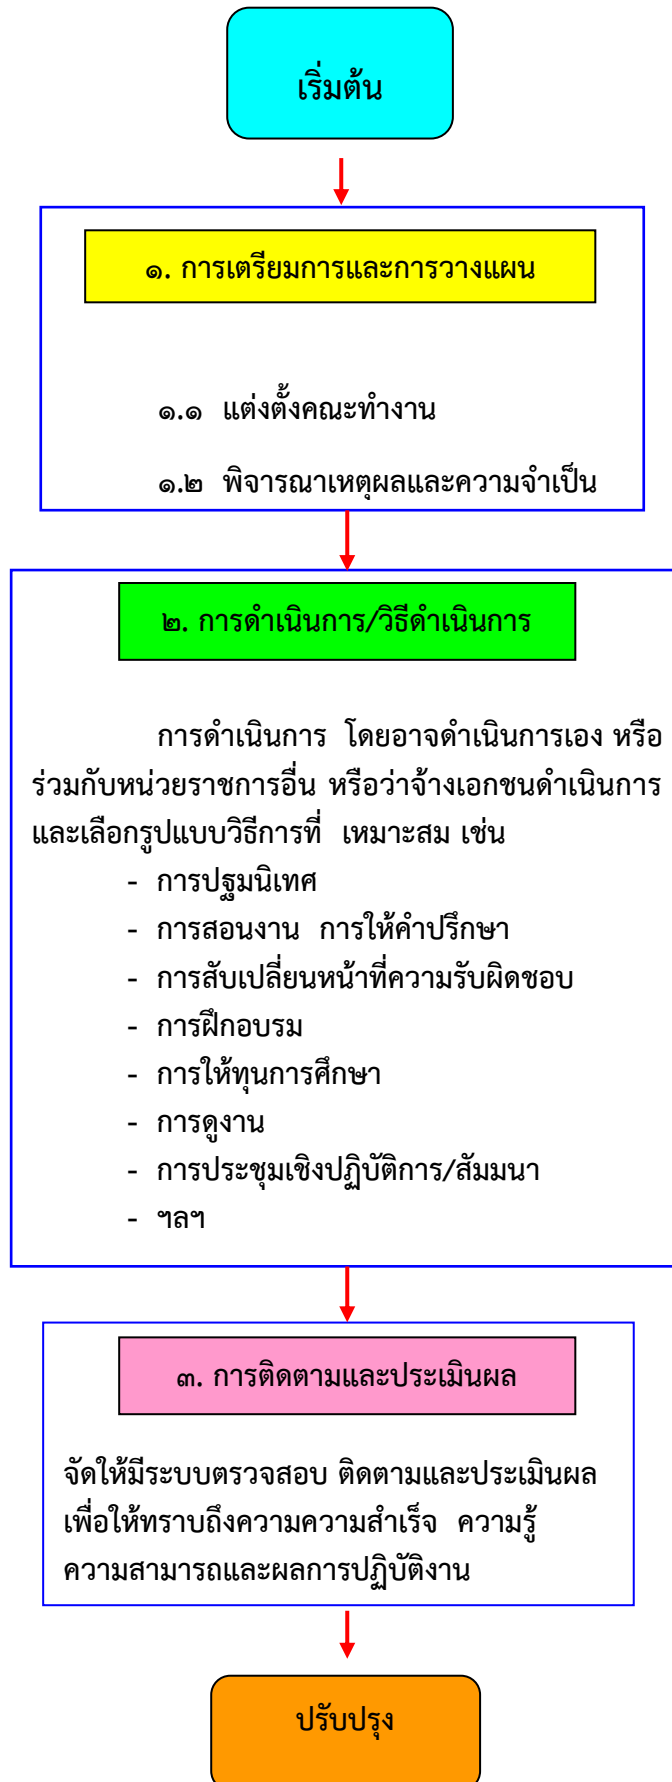 เริ่มต้น
๑. การเตรียมการและการวางแผน
๑.๑ แต่งตั้งคณะทำงาน
๑.๒ พิจารณาเหตุผลและความจำเป็น
๒. การดำเนินการ/วิธีดำเนินการ
การดำเนินการ โดยอาจดำเนินการเอง หรือ
ร่วมกับหน่วยราชการอื่น หรือว่าจ้างเอกชนดำเนินการ
และเลือกรูปแบบวิธีการที่ เหมาะสม เช่น
- การปฐมนิเทศ
- การสอนงาน การให้คำปรึกษา
- การสับเปลี่ยนหน้าที่ความรับผิดชอบ
- การฝึกอบรม
- การให้ทุนการศึกษา
- การดูงาน
- การประชุมเชิงปฏิบัติการ/สัมมนา
- ฯลฯ
๓. การติดตามและประเมินผล
จัดให้มีระบบตรวจสอบ ติดตามและประเมินผล
เพื่อให้ทราบถึงความความสำเร็จ ความรู้
ความสามารถและผลการปฏิบัติงาน
ปรับปรุง